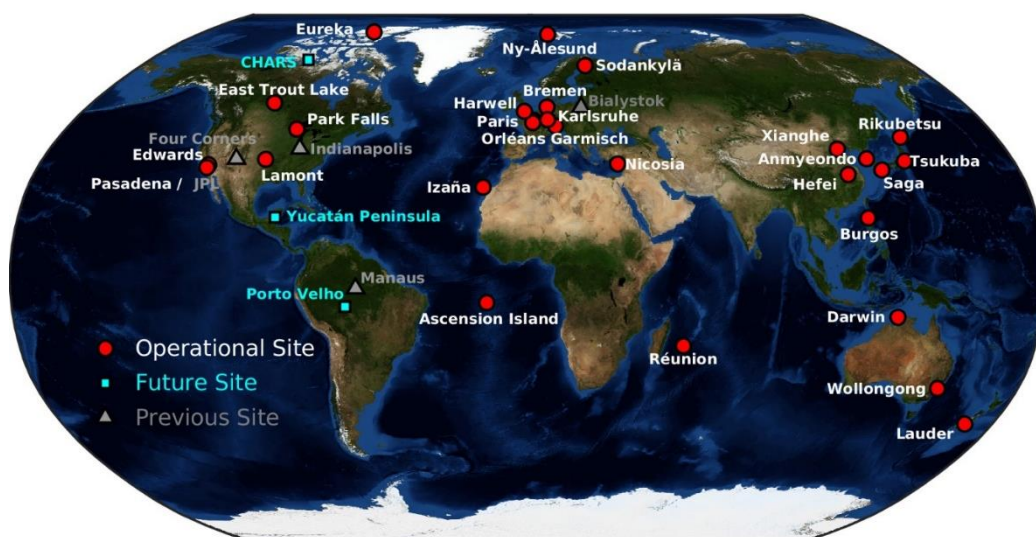 Eureka
Ny-Ålesund
CHARS
Sodankylä
East Trout Lake
Bremen
Harwell
Bialystok
Park Falls
Paris
Karlsruhe
Rikubetsu
Four Corners
Indianapolis
Orléans Garmisch
Xianghe
Edwards
Anmyeondo
Tsukuba
Lamont
Nicosia
Pasadena / JPL
Izaña
Hefei
Saga
Yucatán Peninsula
Burgos
Manaus
Porto Velho
Ascension Island
Darwin
Operational Site
Réunion
Future Site
Wollongong
Previous Site
Lauder